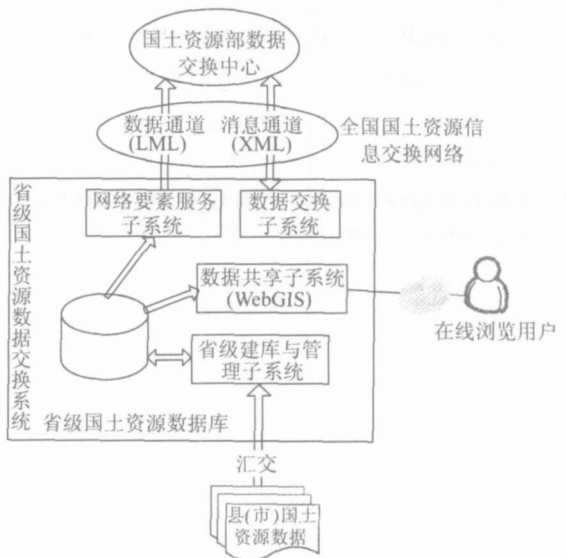 国土资源部数据
交换中心
数据通道 消息通道
(LML) (XML)
全国国土资源信
息交换网络
省级国土资源数据交换系统
网络要素服务
子系统
数据交换
子系统
数据共享子系统
(WebGIS)
在线浏览用户
省级建库与管
理子系统
省级国土资源数据库
汇交
县(市)国土
资源数据